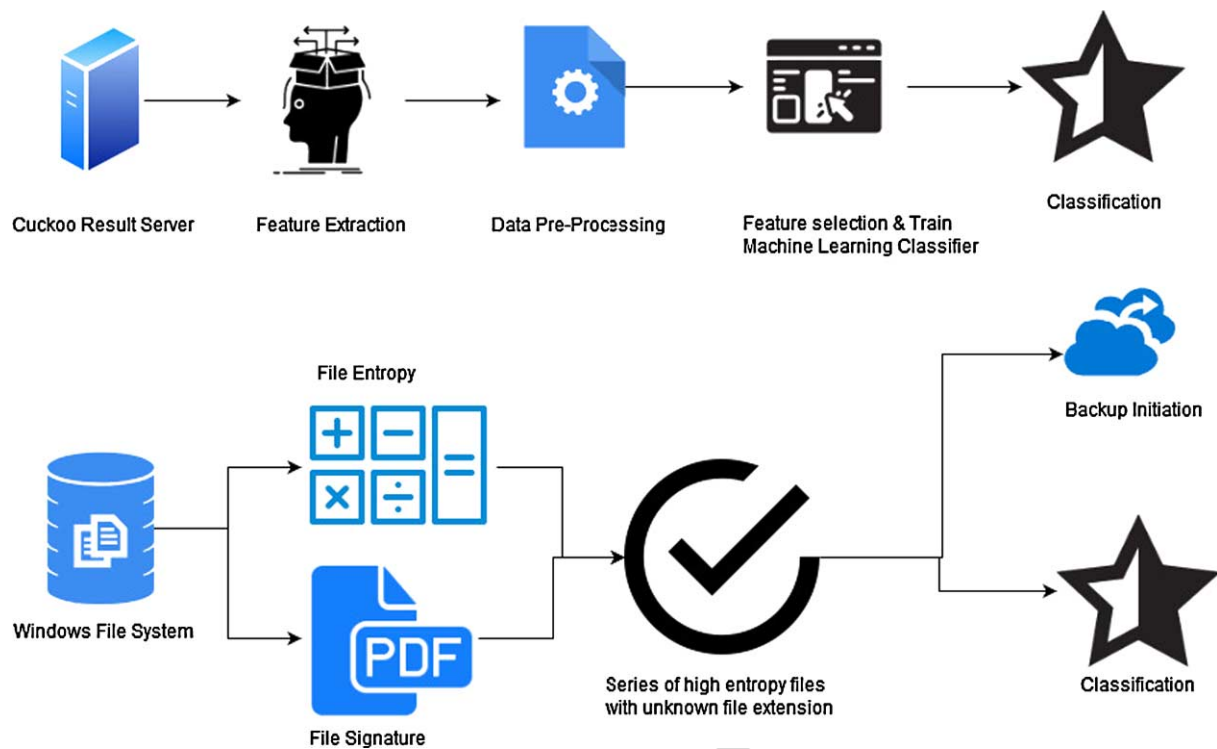 Cuckoo Result Server
Feature Extraction
Data Pre-Processing
Feature selection & Train
Machine Learning Classifier
Classification
File Entropy
Backup Initiation
Windows File System
PDF
File Signature
Series of high entropy files
with unknown file extension
Classification